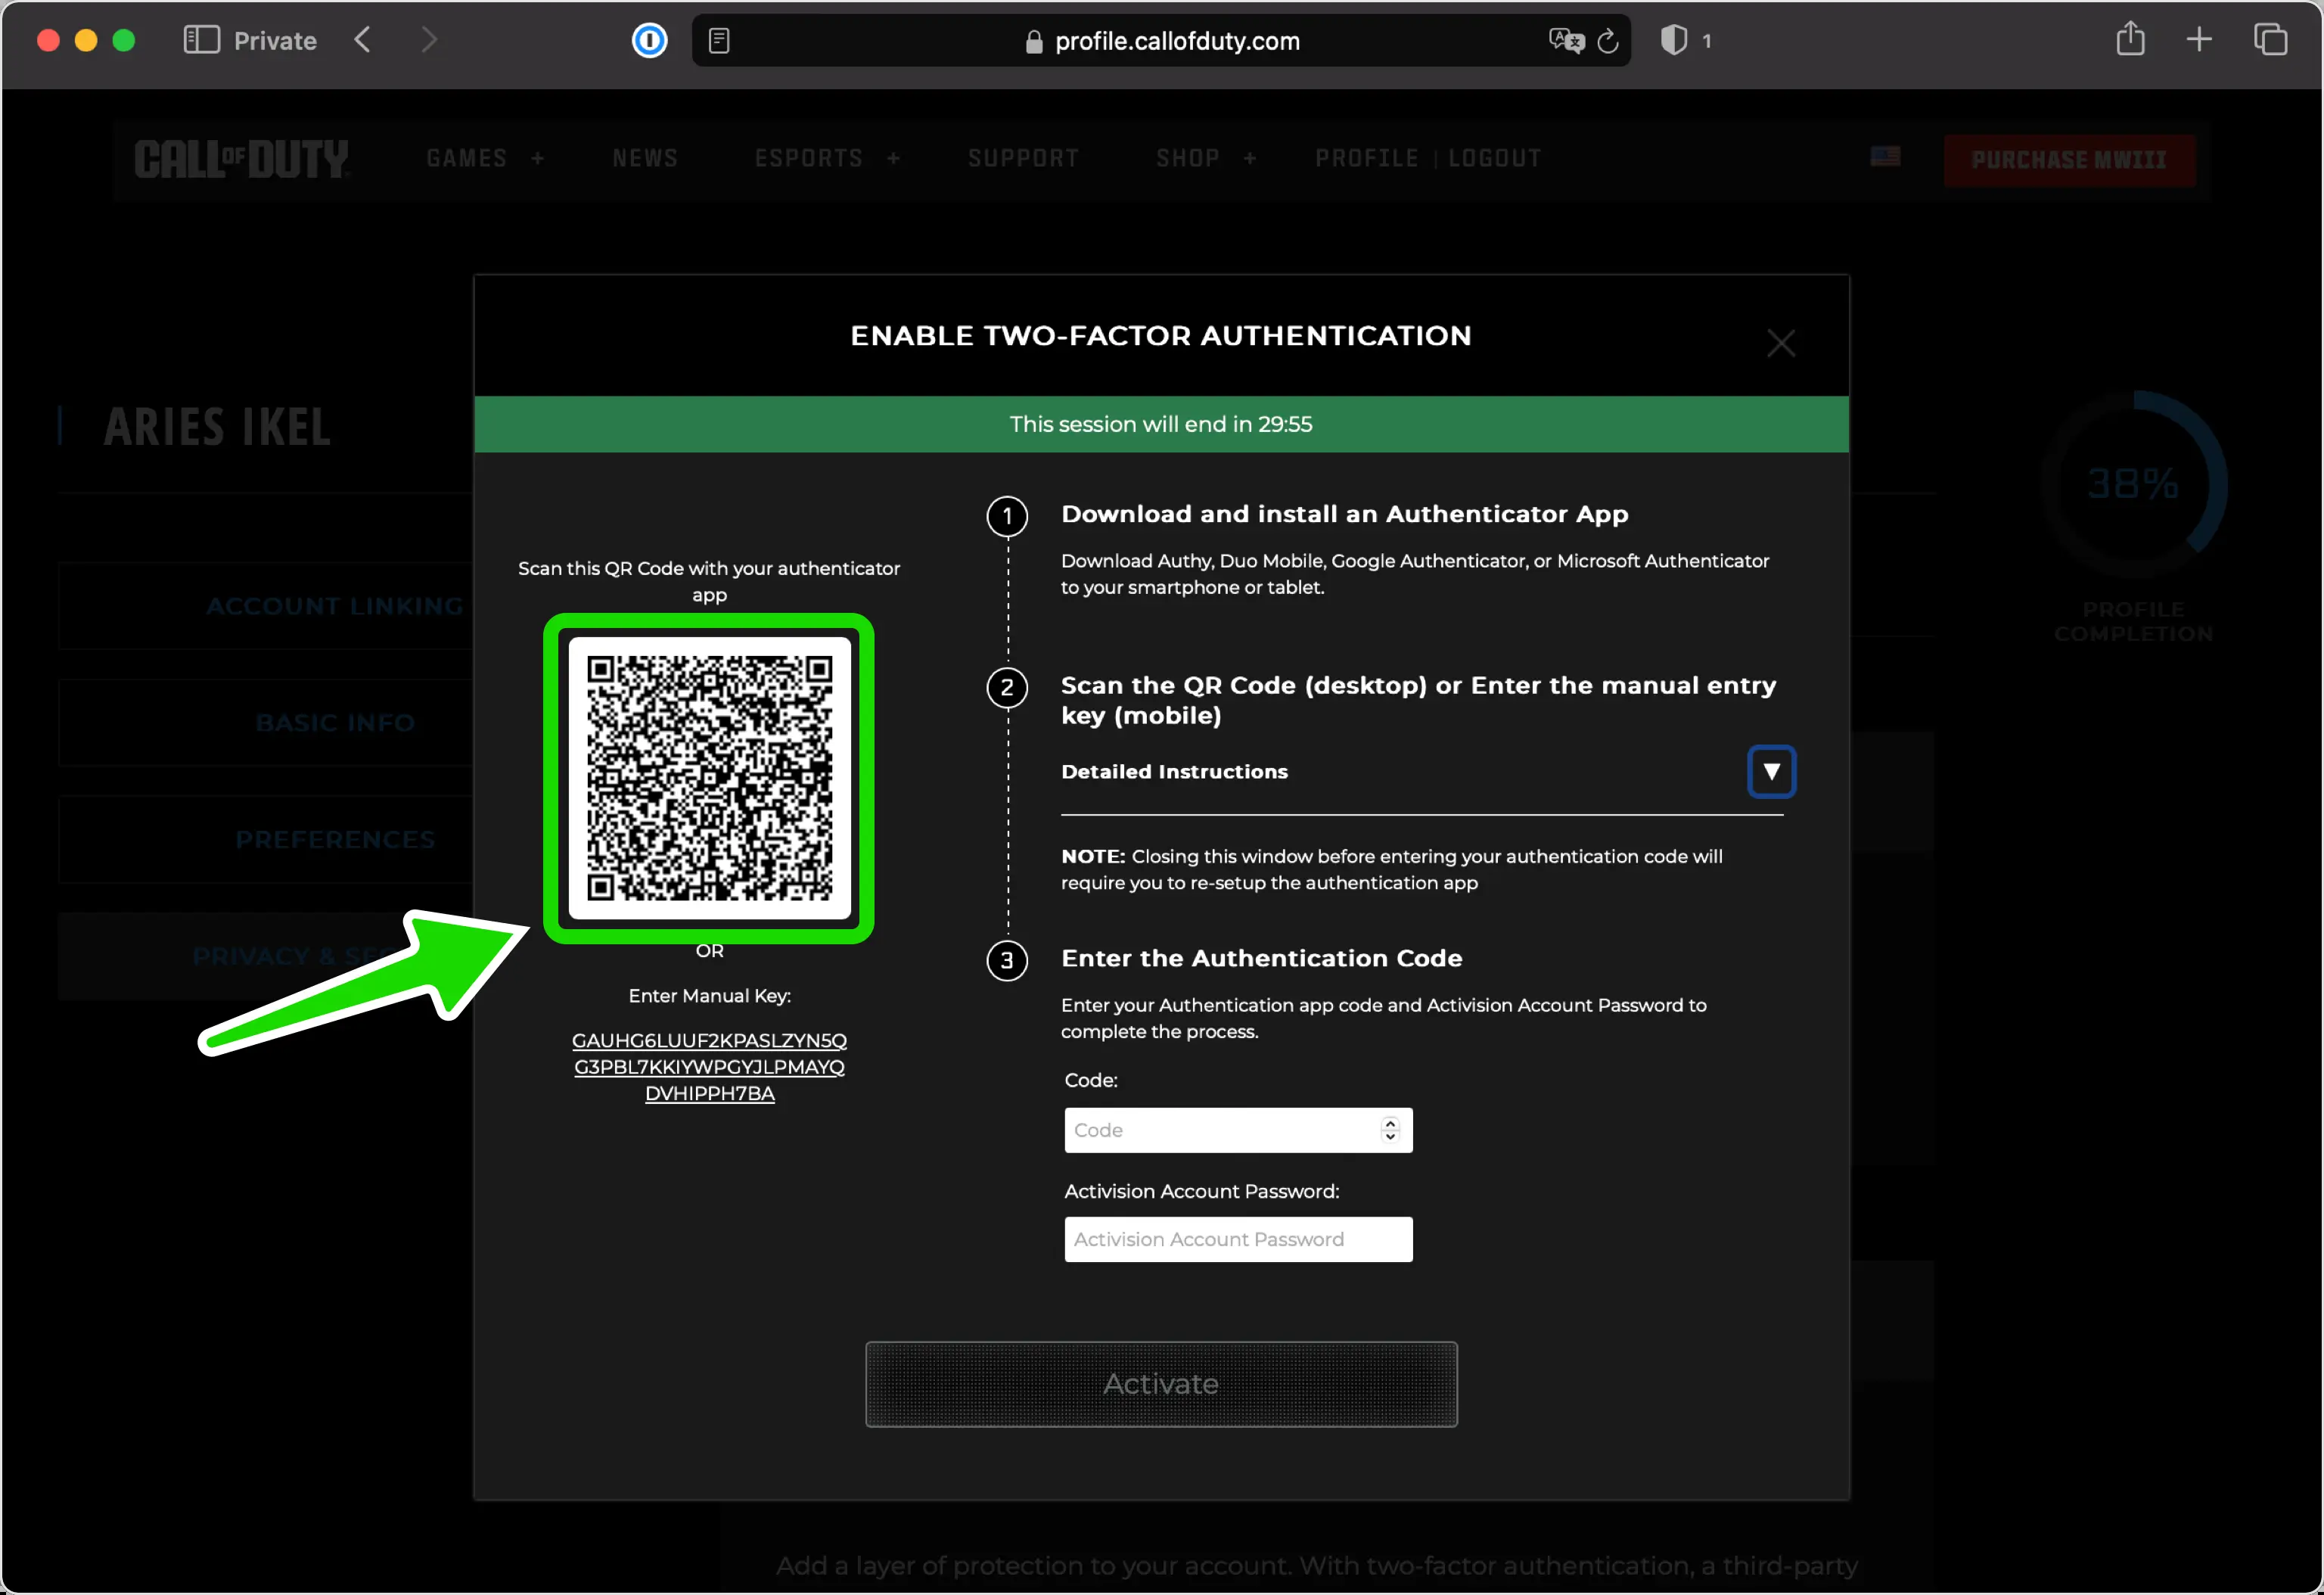 Private
profile.callofduty.com
1
CALL OF DUTY
GAMES +
NEWS
ESPORTS +
SUPPORT
SHOP +
PROFILE | LOGOUT
PURCHASE MWIII
ENABLE TWO-FACTOR AUTHENTICATION
This session will end in 29:55
ARIES IKEL
38%
PROFILE
COMPLETION
ACCOUNT LINKING
BASIC INFO
PREFERENCES
PRIVACY & SE
Scan this QR Code with your authenticator
app
OR
Enter Manual Key:
GAUHG6LUUF2KPASLZYN5Q
G3PBL7KKIYWPGYJLPMAYQ
DVHIPPH7BA
1
Download and install an Authenticator App
Download Authy, Duo Mobile, Google Authenticator, or Microsoft Authenticator
to your smartphone or tablet.
2
Scan the QR Code (desktop) or Enter the manual entry
key (mobile)
Detailed Instructions
NOTE: Closing this window before entering your authentication code will
require you to re-setup the authentication app
3
Enter the Authentication Code
Enter your Authentication app code and Activision Account Password to
complete the process.
Code:
Code
Activision Account Password:
Activision Account Password
Activate
Add a layer of protection to your account. With two-factor authentication, a third-party